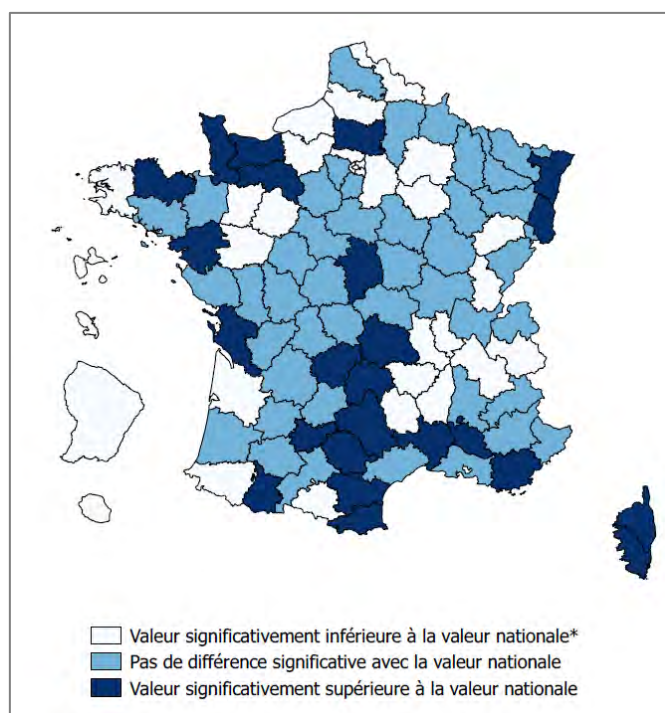 Valeur significativement inférieure à la valeur nationale*
Pas de différence significative avec la valeur nationale
Valeur significativement supérieure à la valeur nationale